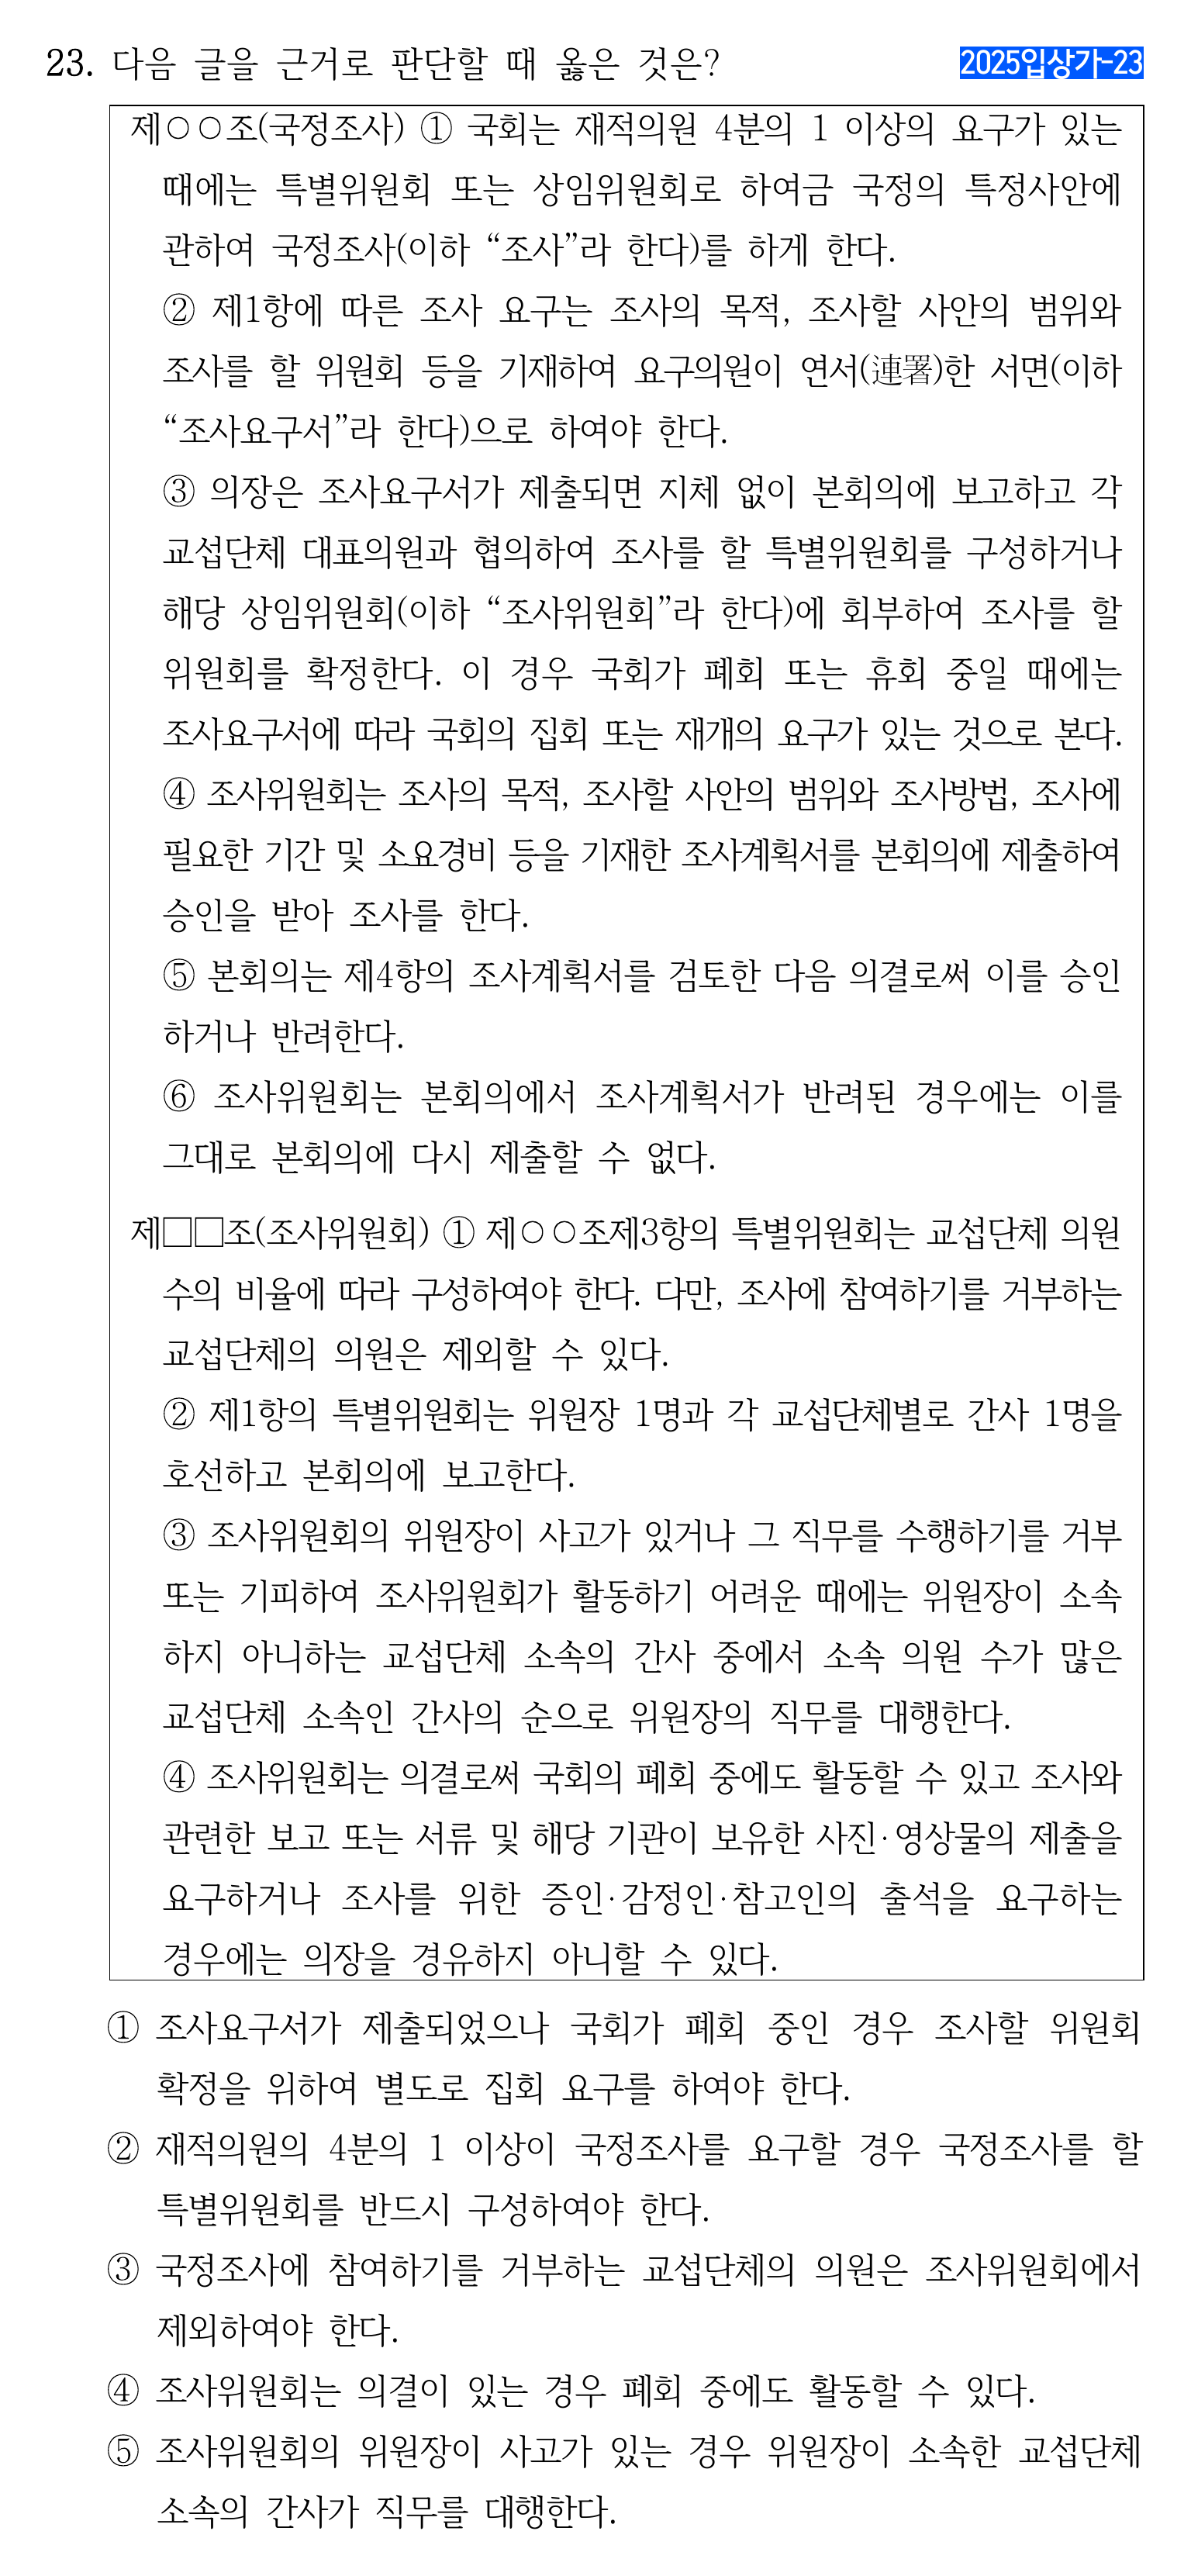 23. 다음 글을 근거로 판단할 때 옳은 것은?
2025입상가-23
제○○조(국정조사) ① 국회는 재적의원 4분의 1 이상의 요구가 있는
때에는 특별위원회 또는 상임위원회로 하여금 국정의 특정사안에
관하여 국정조사(이하 “조사”라 한다)를 하게 한다.
② 제1항에 따른 조사 요구는 조사의 목적, 조사할 사안의 범위와
조사를 할 위원회 등을 기재하여 요구의원이 연서(連署)한 서면(이하
“조사요구서”라 한다)으로 하여야 한다.
③ 의장은 조사요구서가 제출되면 지체 없이 본회의에 보고하고 각
교섭단체 대표의원과 협의하여 조사를 할 특별위원회를 구성하거나
해당 상임위원회(이하 “조사위원회”라 한다)에 회부하여 조사를 할
위원회를 확정한다. 이 경우 국회가 폐회 또는 휴회 중일 때에는
조사요구서에 따라 국회의 집회 또는 재개의 요구가 있는 것으로 본다.
④ 조사위원회는 조사의 목적, 조사할 사안의 범위와 조사방법, 조사에
필요한 기간 및 소요경비 등을 기재한 조사계획서를 본회의에 제출하여
승인을 받아 조사를 한다.
⑤ 본회의는 제4항의 조사계획서를 검토한 다음 의결로써 이를 승인
하거나 반려한다.
⑥ 조사위원회는 본회의에서 조사계획서가 반려된 경우에는 이를
그대로 본회의에 다시 제출할 수 없다.
제□□조(조사위원회) ① 제○○조제3항의 특별위원회는 교섭단체 의원
수의 비율에 따라 구성하여야 한다. 다만, 조사에 참여하기를 거부하는
교섭단체의 의원은 제외할 수 있다.
② 제1항의 특별위원회는 위원장 1명과 각 교섭단체별로 간사 1명을
호선하고 본회의에 보고한다.
③ 조사위원회의 위원장이 사고가 있거나 그 직무를 수행하기를 거부
또는 기피하여 조사위원회가 활동하기 어려운 때에는 위원장이 소속
하지 아니하는 교섭단체 소속의 간사 중에서 소속 의원 수가 많은
교섭단체 소속인 간사의 순으로 위원장의 직무를 대행한다.
④ 조사위원회는 의결로써 국회의 폐회 중에도 활동할 수 있고 조사와
관련한 보고 또는 서류 및 해당 기관이 보유한 사진·영상물의 제출을
요구하거나 조사를 위한 증인·감정인·참고인의 출석을 요구하는
경우에는 의장을 경유하지 아니할 수 있다.
① 조사요구서가 제출되었으나 국회가 폐회 중인 경우 조사할 위원회
확정을 위하여 별도로 집회 요구를 하여야 한다.
② 재적의원의 4분의 1 이상이 국정조사를 요구할 경우 국정조사를 할
특별위원회를 반드시 구성하여야 한다.
③ 국정조사에 참여하기를 거부하는 교섭단체의 의원은 조사위원회에서
제외하여야 한다.
④ 조사위원회는 의결이 있는 경우 폐회 중에도 활동할 수 있다.
⑤ 조사위원회의 위원장이 사고가 있는 경우 위원장이 소속한 교섭단체
소속의 간사가 직무를 대행한다.